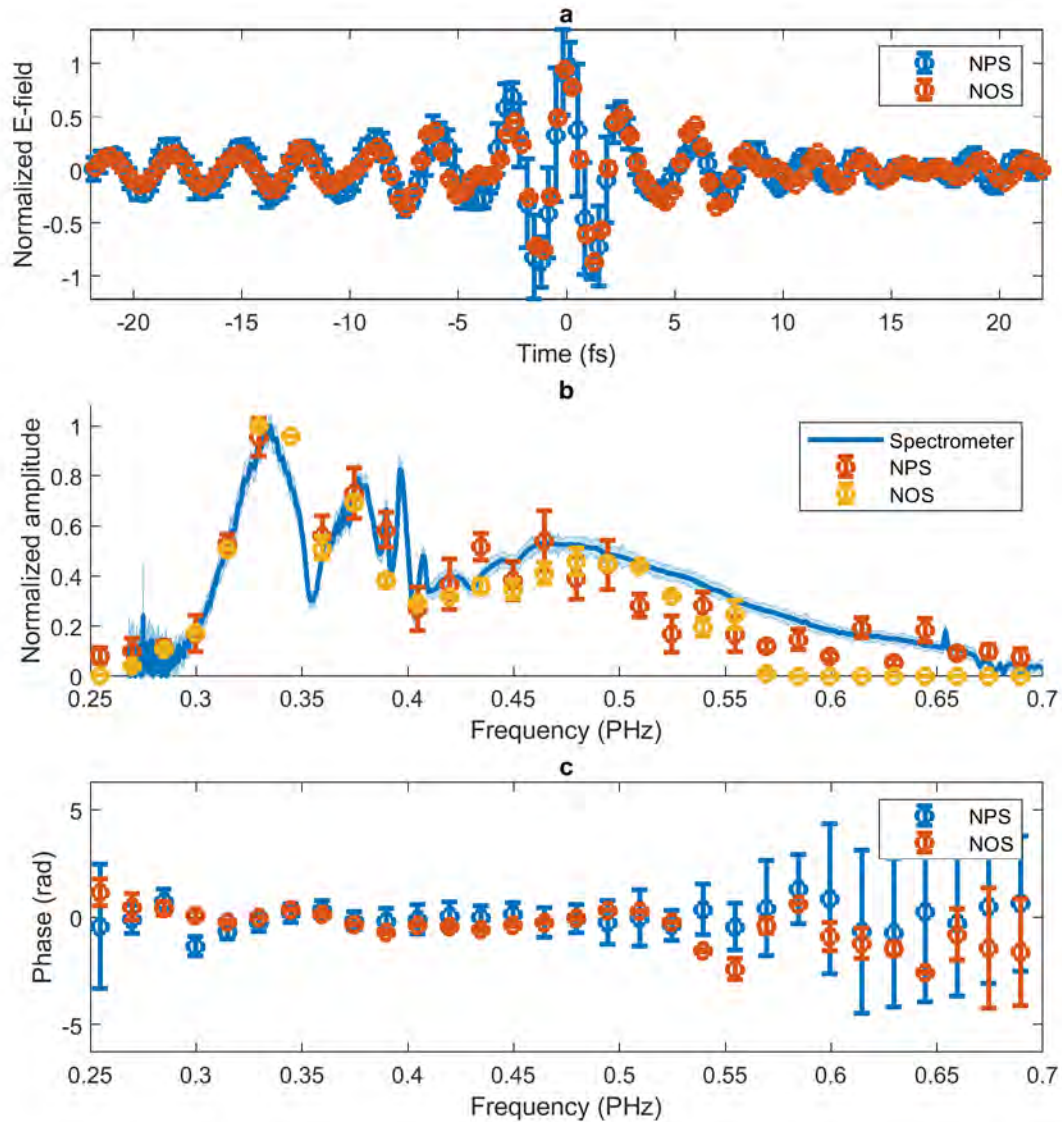 a
1
0.5
0
-0.5
-1
Normalized E-field
NPS
NOS
-20 -15 -10 -5 0 5 10 15 20
Time (fs)
b
1
0.8
0.6
0.4
0.2
0
Normalized amplitude
Spectrometer
NPS
NOS
0.25 0.3 0.35 0.4 0.45 0.5 0.55 0.6 0.65 0.7
Frequency (PHz)
c
5
0
-5
Phase (rad)
NPS
NOS
0.25 0.3 0.35 0.4 0.45 0.5 0.55 0.6 0.65 0.7
Frequency (PHz)